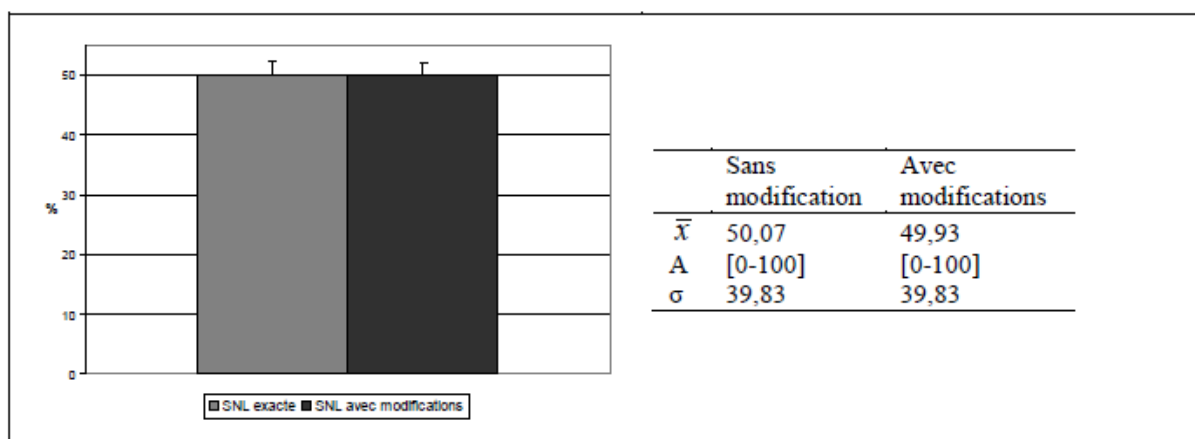 50
40
30
%
20
10
0
SNL exacte SNL avec modifications
Sans Avec
modification modifications
x̅ 50,07 49,93
A [0-100] [0-100]
σ 39,83 39,83